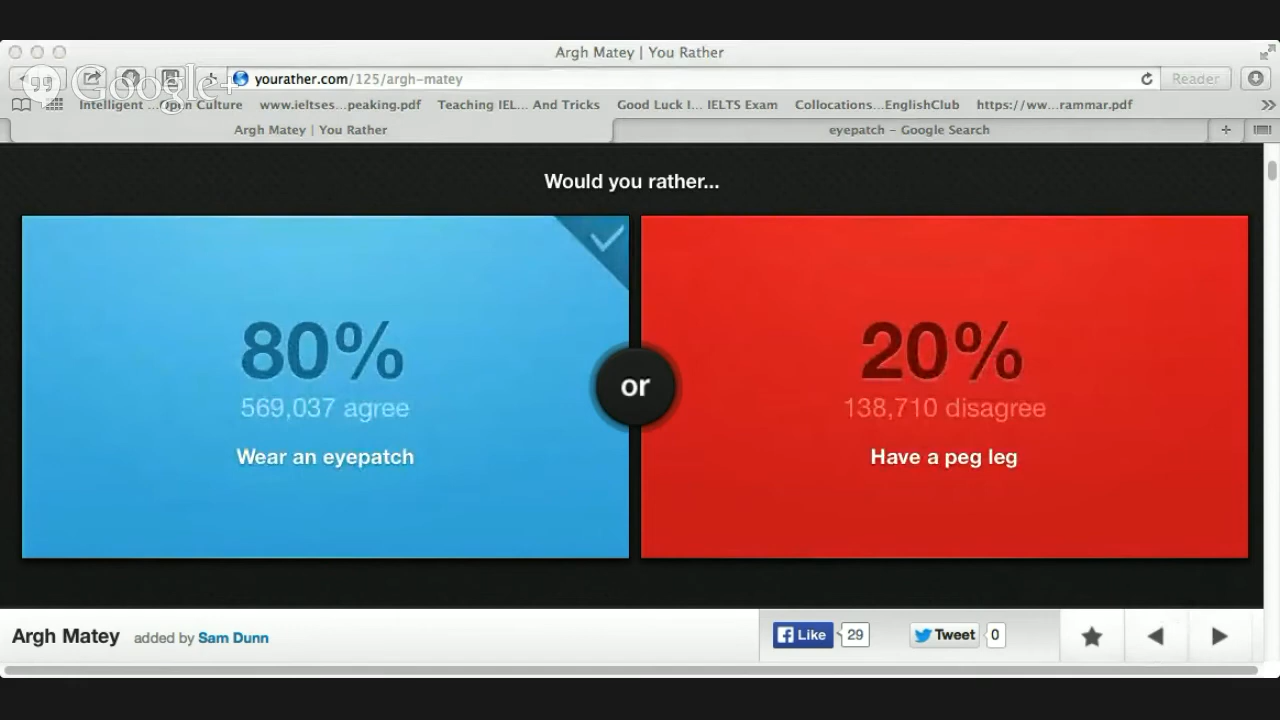 Argh Matey | You Rather
Google+
yourather.com/125/argh-matey
Reader
Intelligent ...Open Culture www.ieltses...peaking.pdf Teaching IEL... And Tricks Good Luck I... IELTS Exam Collocations...EnglishClub https://ww...rammar.pdf
Argh Matey | You Rather
eyepatch – Google Search
Would you rather...
80%
569,037 agree
Wear an eyepatch
or
20%
138,710 disagree
Have a peg leg
Argh Matey added by Sam Dunn
Like 29 Tweet 0